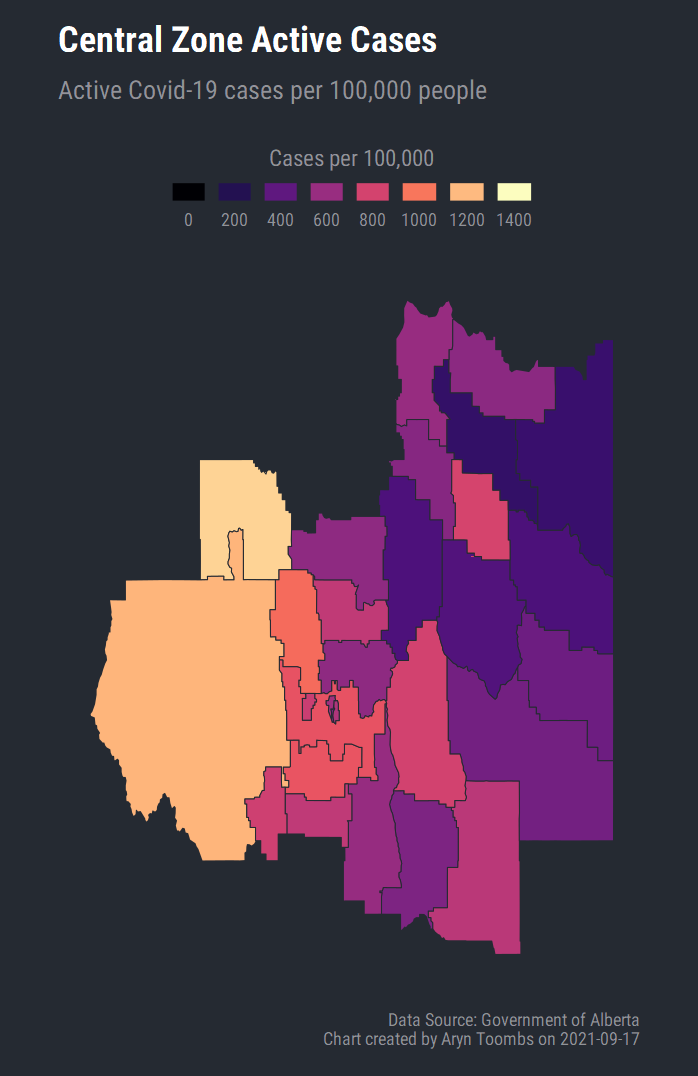 Central Zone Active Cases
Active Covid-19 cases per 100,000 people
Cases per 100,000
0 200 400 600 800 1000 1200 1400
Data Source: Government of Alberta
Chart created by Aryn Toombs on 2021-09-17